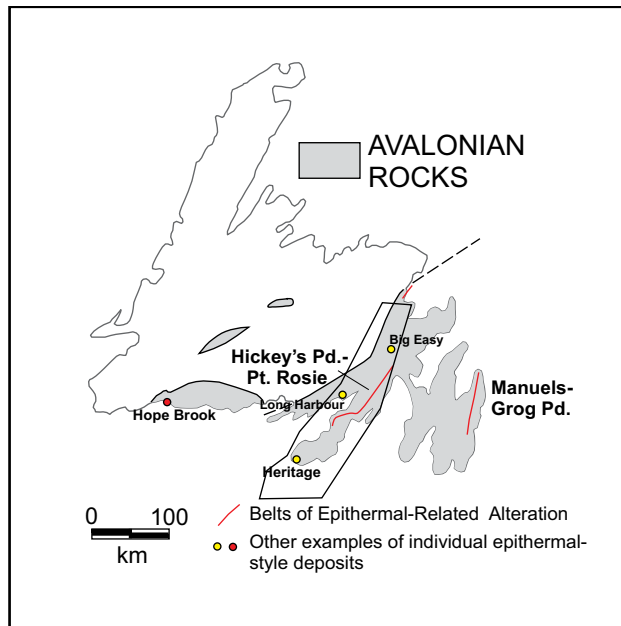 AVALONIAN
ROCKS
Big Easy
Hickey's Pd.-
Pt. Rosie
Manuels-
Grog Pd.
Long Harbour
Hope Brook
Heritage
0 100
km
Belts of Epithermal-Related Alteration
Other examples of individual epithermal-
style deposits